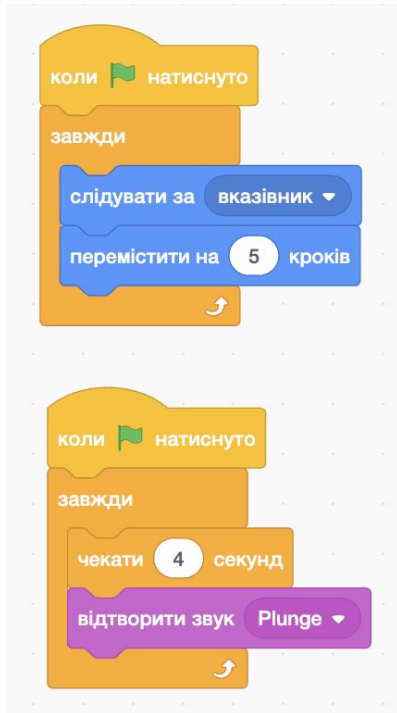 коли натиснуто
завжди
слідувати за вказівник
перемістити на 5 кроків
коли натиснуто
завжди
чекати 4 секунд
відтворити звук Plunge